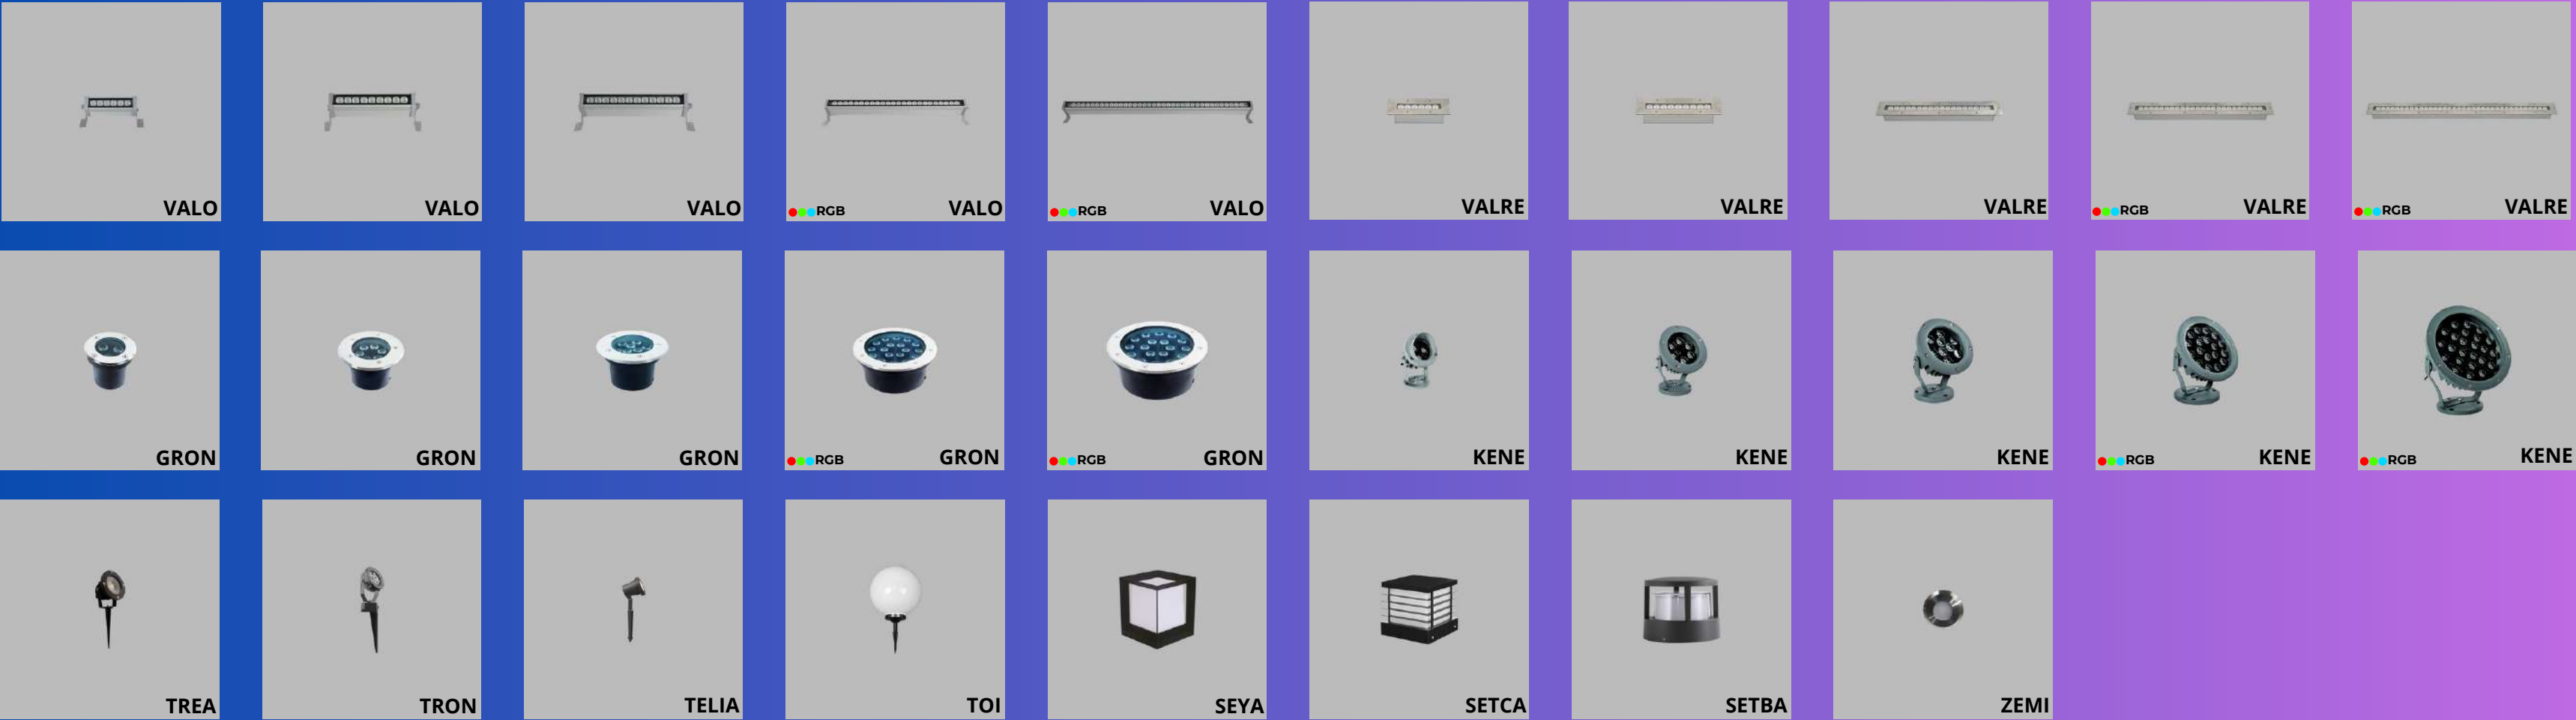 VALO
VALO
VALO
RGB VALO
RGB VALO
VALRE
VALRE
VALRE
RGB VALRE
RGB VALRE
GRON
GRON
GRON
RGB GRON
RGB GRON
KENE
KENE
KENE
RGB KENE
RGB KENE
TREA
TRON
TELIA
TOI
SEYA
SETCA
SETBA
ZEMI